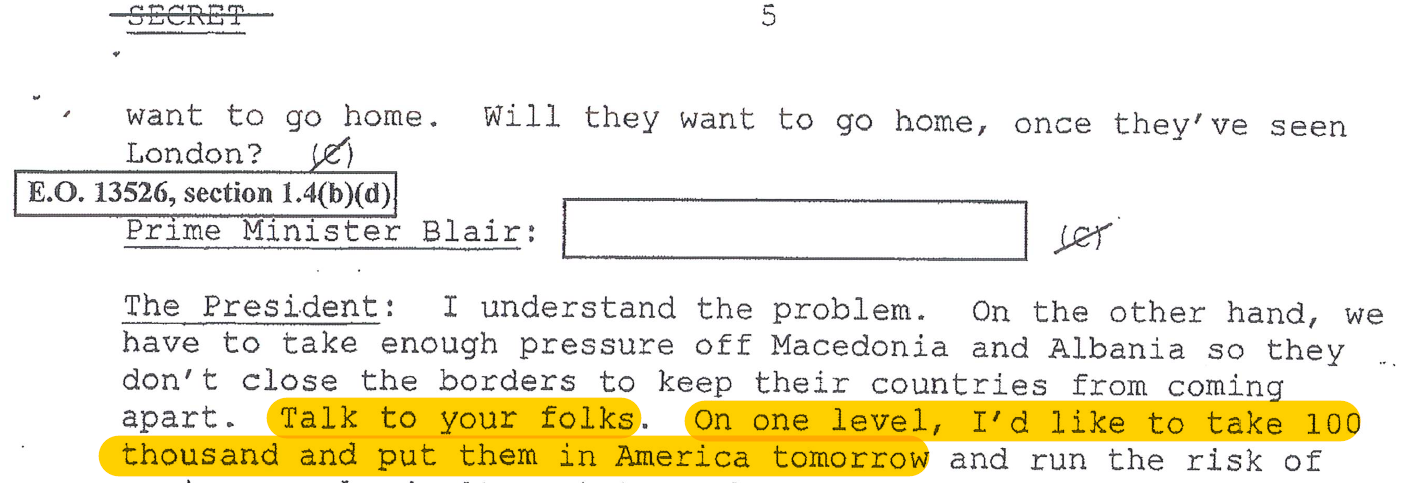 SECRET 5
want to go home. Will they want to go home, once they've seen
London? (C)
E.O. 13526, section 1.4(b)(d)
Prime Minister Blair: (C)
The President: I understand the problem. On the other hand, we
have to take enough pressure off Macedonia and Albania so they
don't close the borders to keep their countries from coming
apart. Talk to your folks. On one level, I'd like to take 100
thousand and put them in America tomorrow and run the risk of